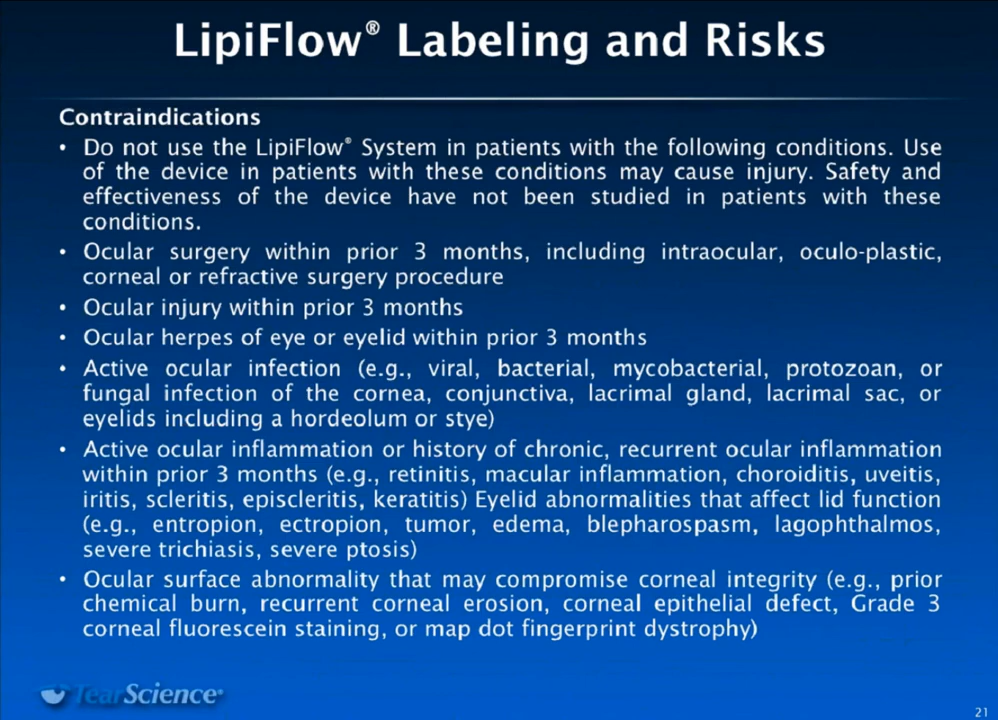 LipiFlow® Labeling and Risks
Contraindications
• Do not use the LipiFlow® System in patients with the following conditions. Use
of the device in patients with these conditions may cause injury. Safety and
effectiveness of the device have not been studied in patients with these
conditions.
• Ocular surgery within prior 3 months, including intraocular, oculo-plastic,
corneal or refractive surgery procedure
• Ocular injury within prior 3 months
• Ocular herpes of eye or eyelid within prior 3 months
• Active ocular infection (e.g., viral, bacterial, mycobacterial, protozoan, or
fungal infection of the cornea, conjunctiva, lacrimal gland, lacrimal sac, or
eyelids including a hordeolum or stye)
• Active ocular inflammation or history of chronic, recurrent ocular inflammation
within prior 3 months (e.g., retinitis, macular inflammation, choroiditis, uveitis,
iritis, scleritis, episcleritis, keratitis) Eyelid abnormalities that affect lid function
(e.g., entropion, ectropion, tumor, edema, blepharospasm, lagophthalmos,
severe trichiasis, severe ptosis)
• Ocular surface abnormality that may compromise corneal integrity (e.g., prior
chemical burn, recurrent corneal erosion, corneal epithelial defect, Grade 3
corneal fluorescein staining, or map dot fingerprint dystrophy)
TearScience®
21